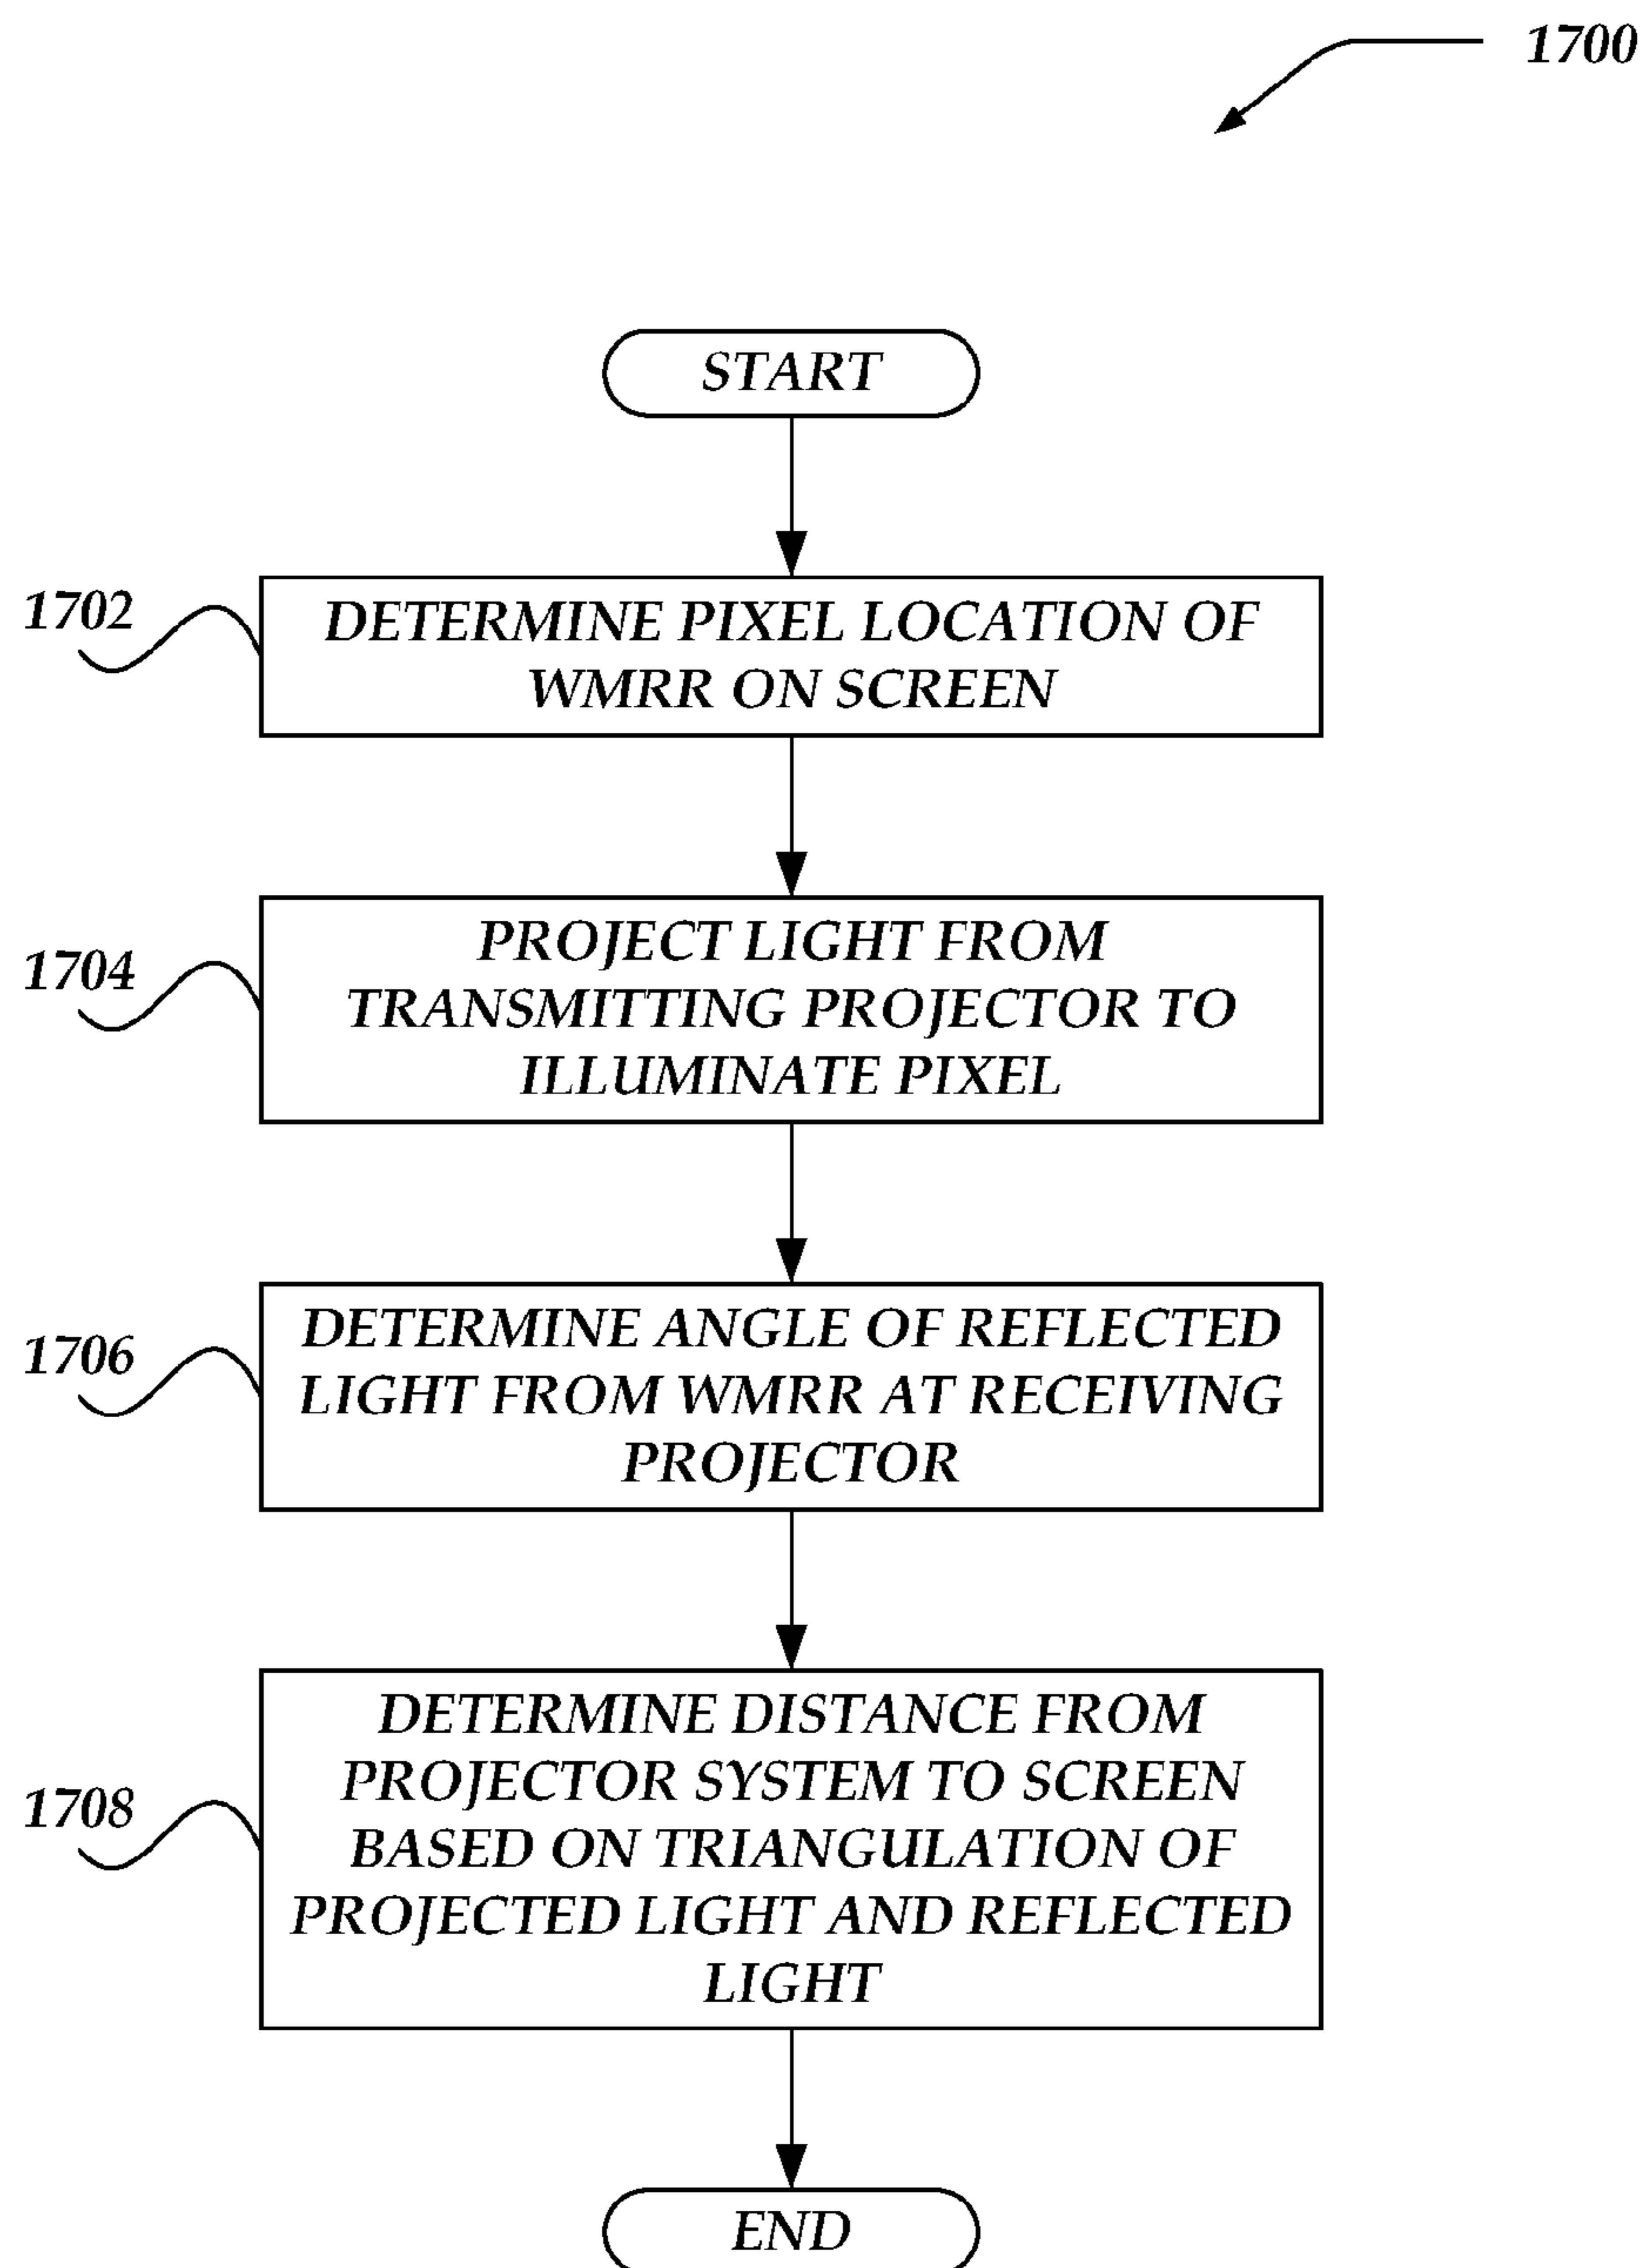 1700
START
1702
DETERMINE PIXEL LOCATION OF
WMRR ON SCREEN
1704
PROJECT LIGHT FROM
TRANSMITTING PROJECTOR TO
ILLUMINATE PIXEL
1706
DETERMINE ANGLE OF REFLECTED
LIGHT FROM WMRR AT RECEIVING
PROJECTOR
1708
DETERMINE DISTANCE FROM
PROJECTOR SYSTEM TO SCREEN
BASED ON TRIANGULATION OF
PROJECTED LIGHT AND REFLECTED
LIGHT
END